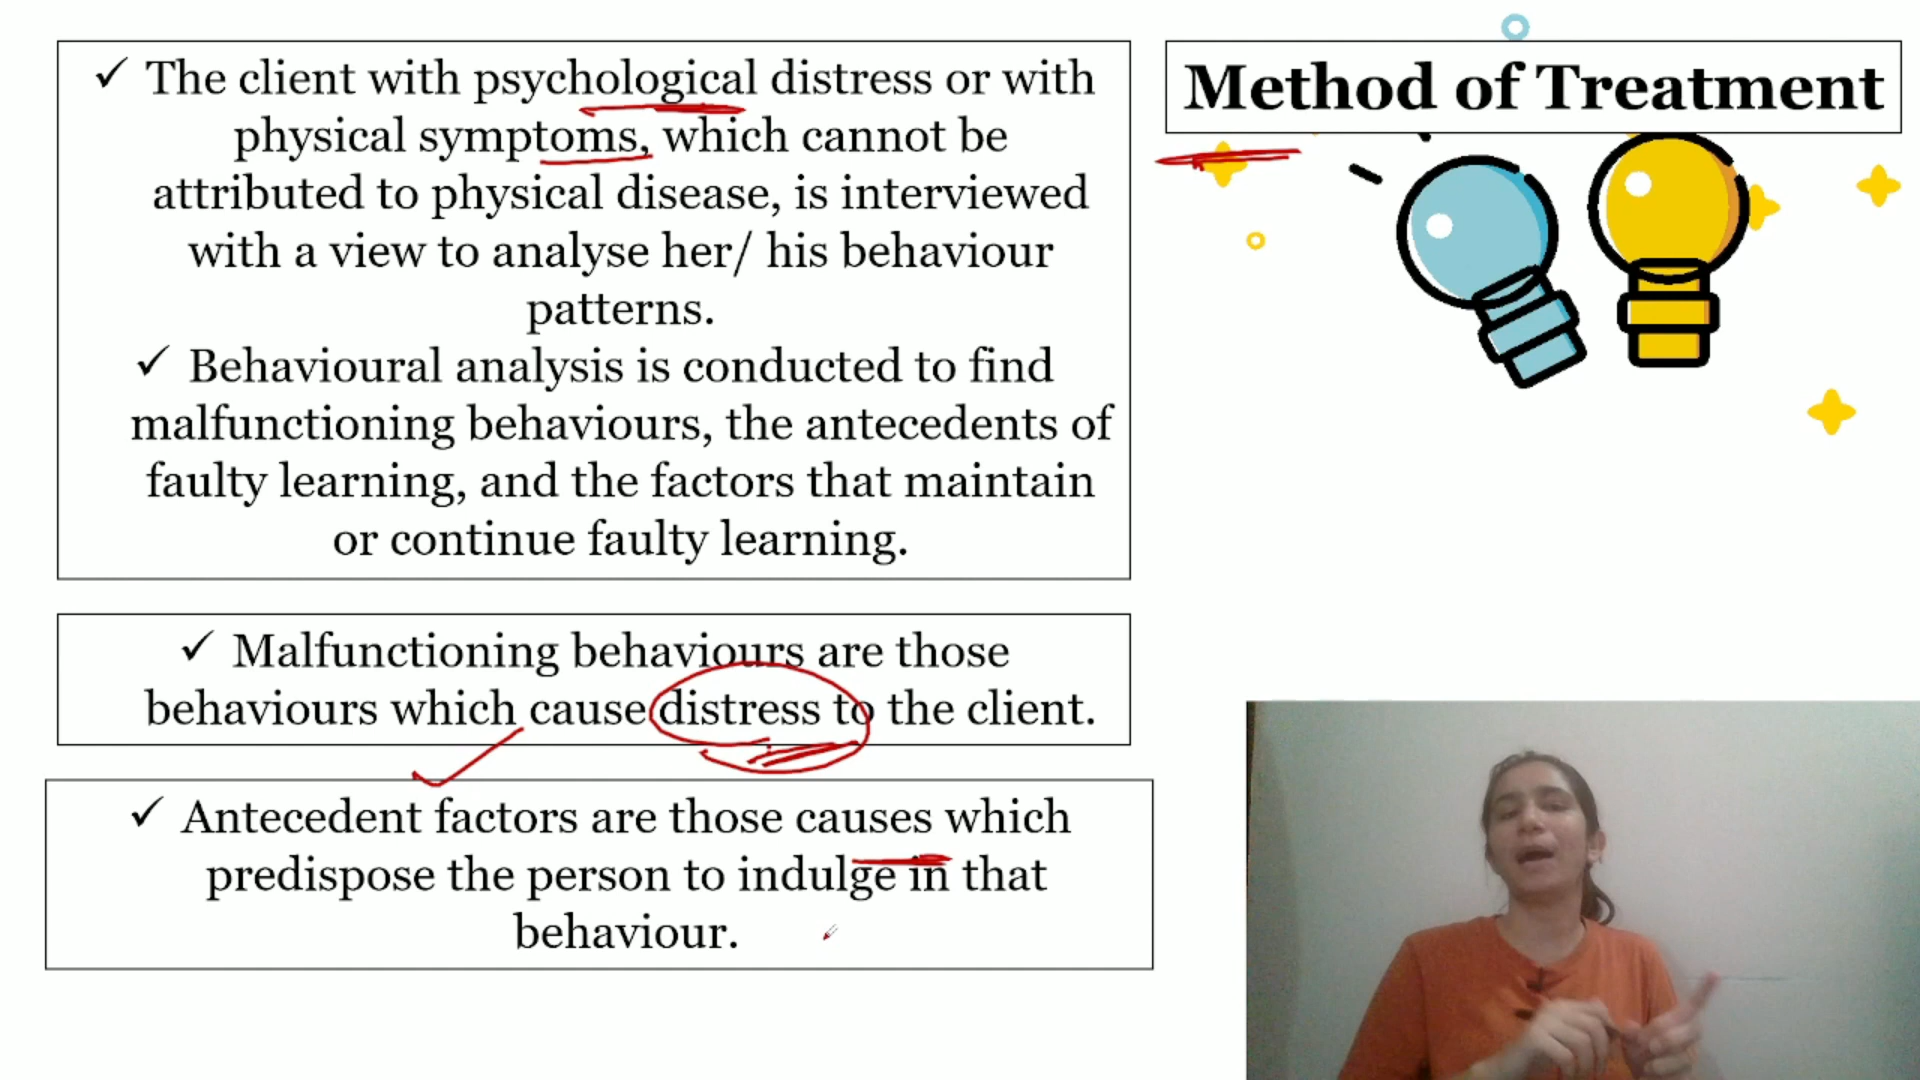 ✓ The client with psychological distress or with
physical symptoms, which cannot be
attributed to physical disease, is interviewed
with a view to analyse her/ his behaviour
patterns.
✓ Behavioural analysis is conducted to find
malfunctioning behaviours, the antecedents of
faulty learning, and the factors that maintain
or continue faulty learning.
✓ Malfunctioning behaviours are those
behaviours which cause distress to the client.
✓ Antecedent factors are those causes which
predispose the person to indulge in that
behaviour.
Method of Treatment